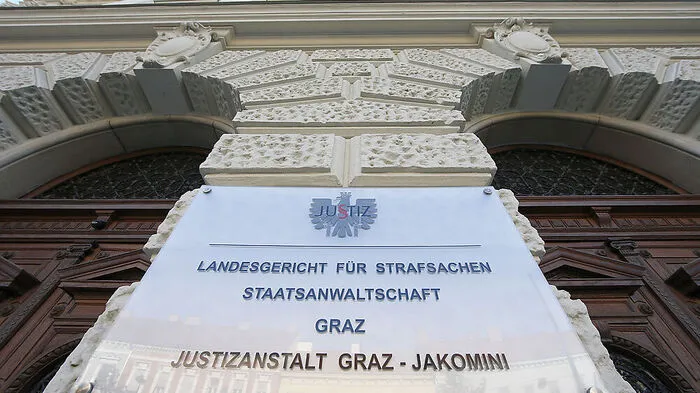 JUSTIZ
LANDESGERICHT FÜR STRAFSACHEN
STAATSANWALTSCHAFT
GRAZ
JUSTIZANSTALT GRAZ - JAKOMINI